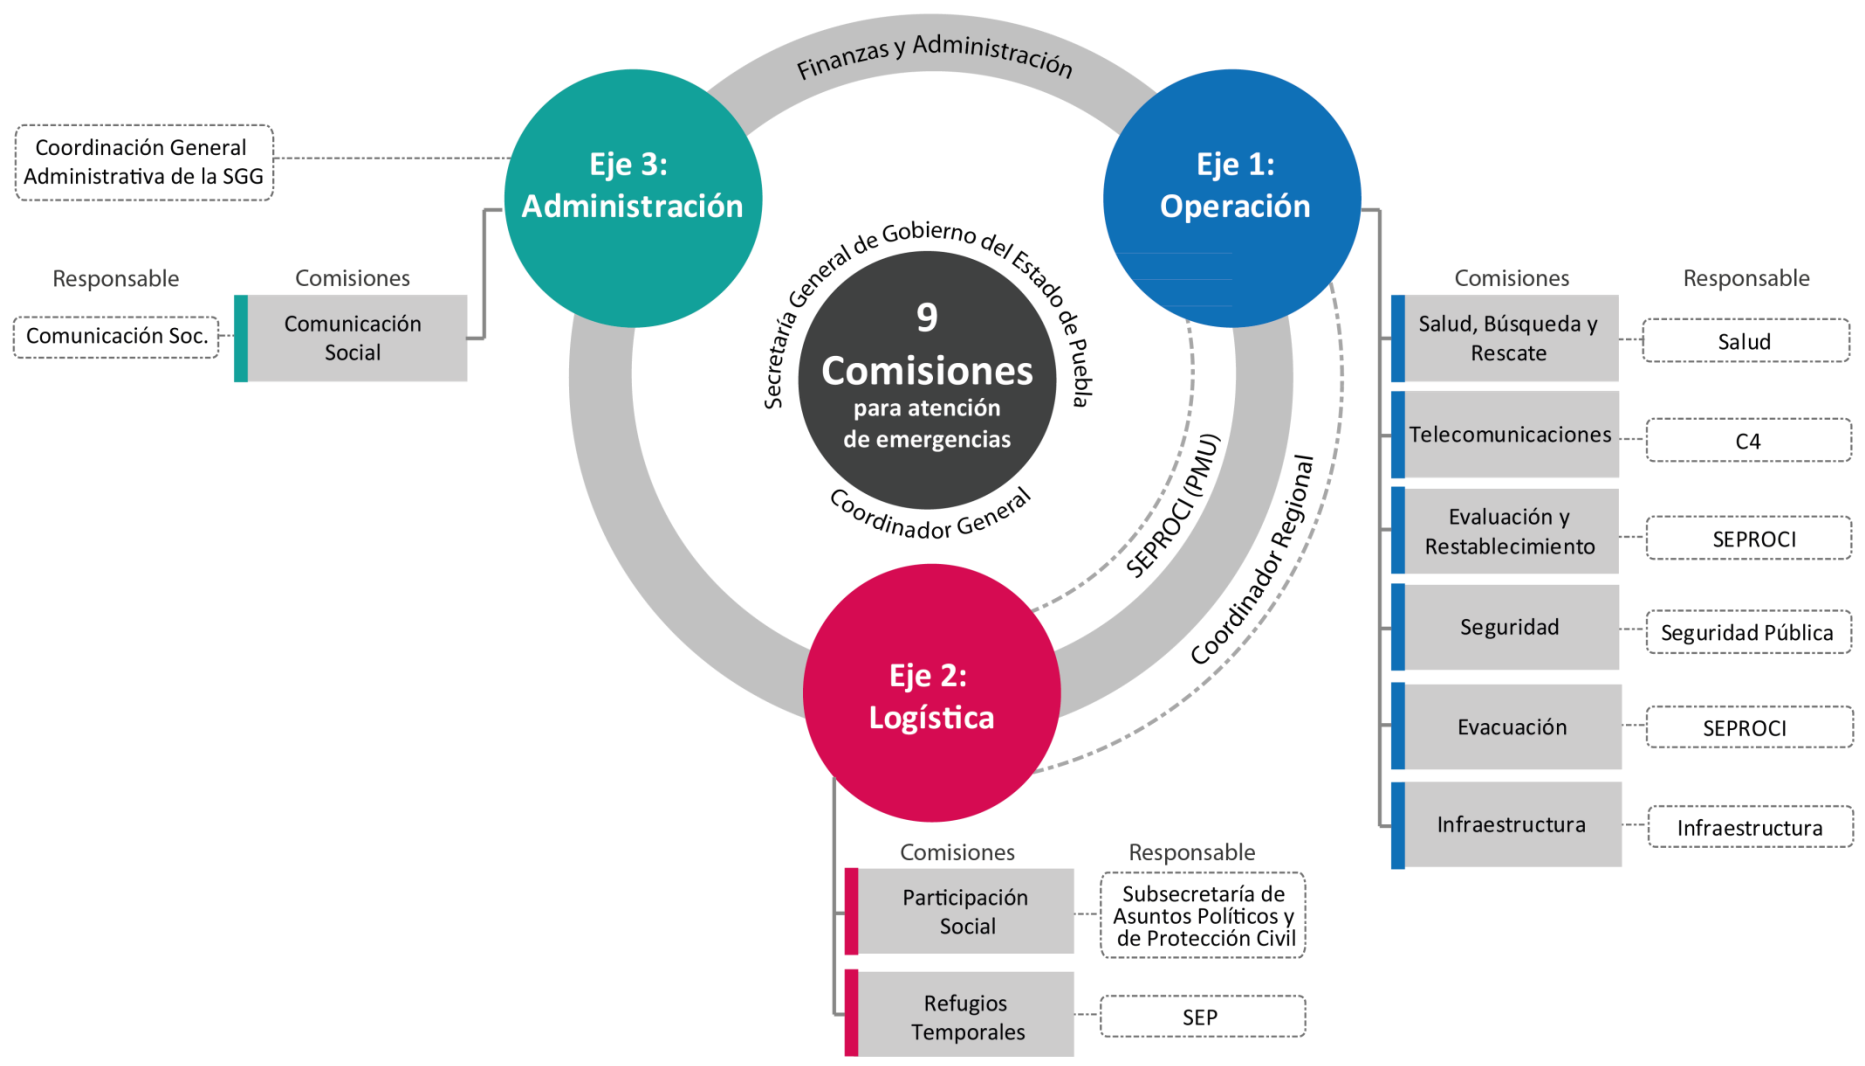 Finanzas y Administración
Coordinación General
Administrativa de la SGG
Eje 3:
Administración
Eje 1:
Operación
Secretaría General de Gobierno del Estado de Puebla
9
Comisiones
para atención
de emergencias
Coordinador General
SEPROCI (PMU)
Coordinador Regional
Responsable
Comisiones
Comunicación Soc.
Comunicación
Social
Comisiones
Responsable
Salud, Búsqueda y
Rescate
Salud
Telecomunicaciones
C4
Evaluación y
Restablecimiento
SEPROCI
Seguridad
Seguridad Pública
Evacuación
SEPROCI
Infraestructura
Infraestructura
Eje 2:
Logística
Comisiones
Responsable
Participación
Social
Subsecretaría de
Asuntos Políticos y
de Protección Civil
Refugios
Temporales
SEP